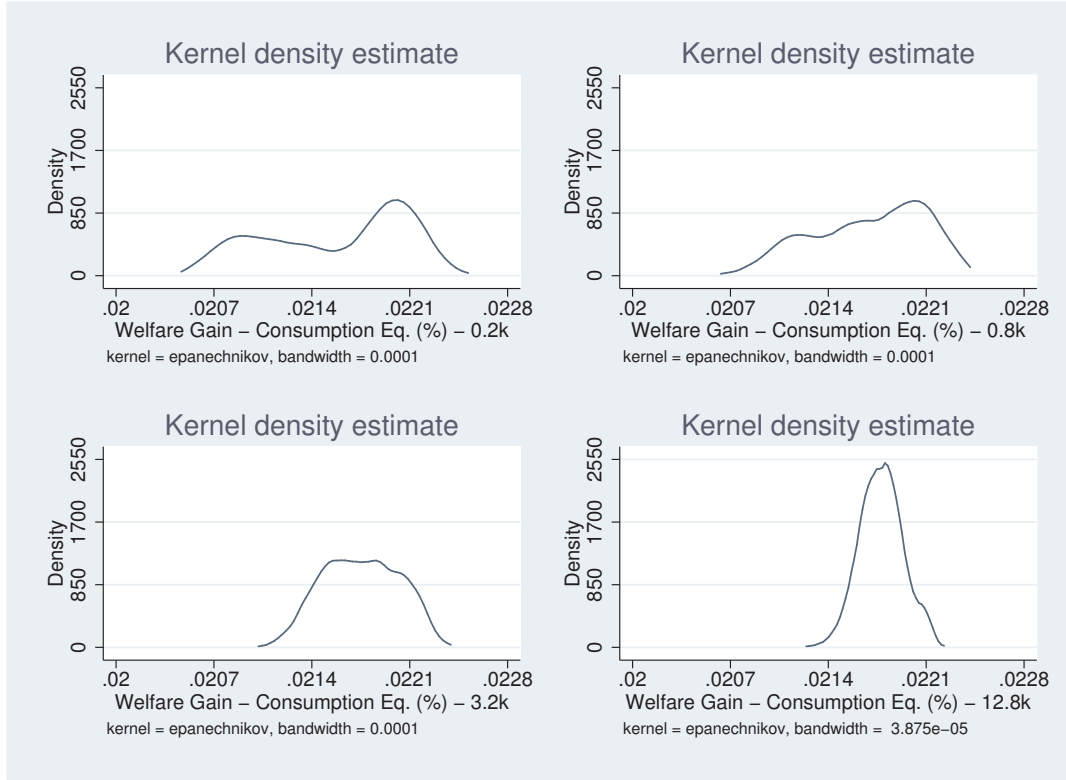 Kernel density estimate
Density
2550
1700
850
0
.02 .0207 .0214 .0221 .0228
Welfare Gain − Consumption Eq. (%) − 0.2k
kernel = epanechnikov, bandwidth = 0.0001
Kernel density estimate
Density
2550
1700
850
0
.02 .0207 .0214 .0221 .0228
Welfare Gain − Consumption Eq. (%) − 0.8k
kernel = epanechnikov, bandwidth = 0.0001
Kernel density estimate
Density
2550
1700
850
0
.02 .0207 .0214 .0221 .0228
Welfare Gain − Consumption Eq. (%) − 3.2k
kernel = epanechnikov, bandwidth = 0.0001
Kernel density estimate
Density
2550
1700
850
0
.02 .0207 .0214 .0221 .0228
Welfare Gain − Consumption Eq. (%) − 12.8k
kernel = epanechnikov, bandwidth = 3.875e−05